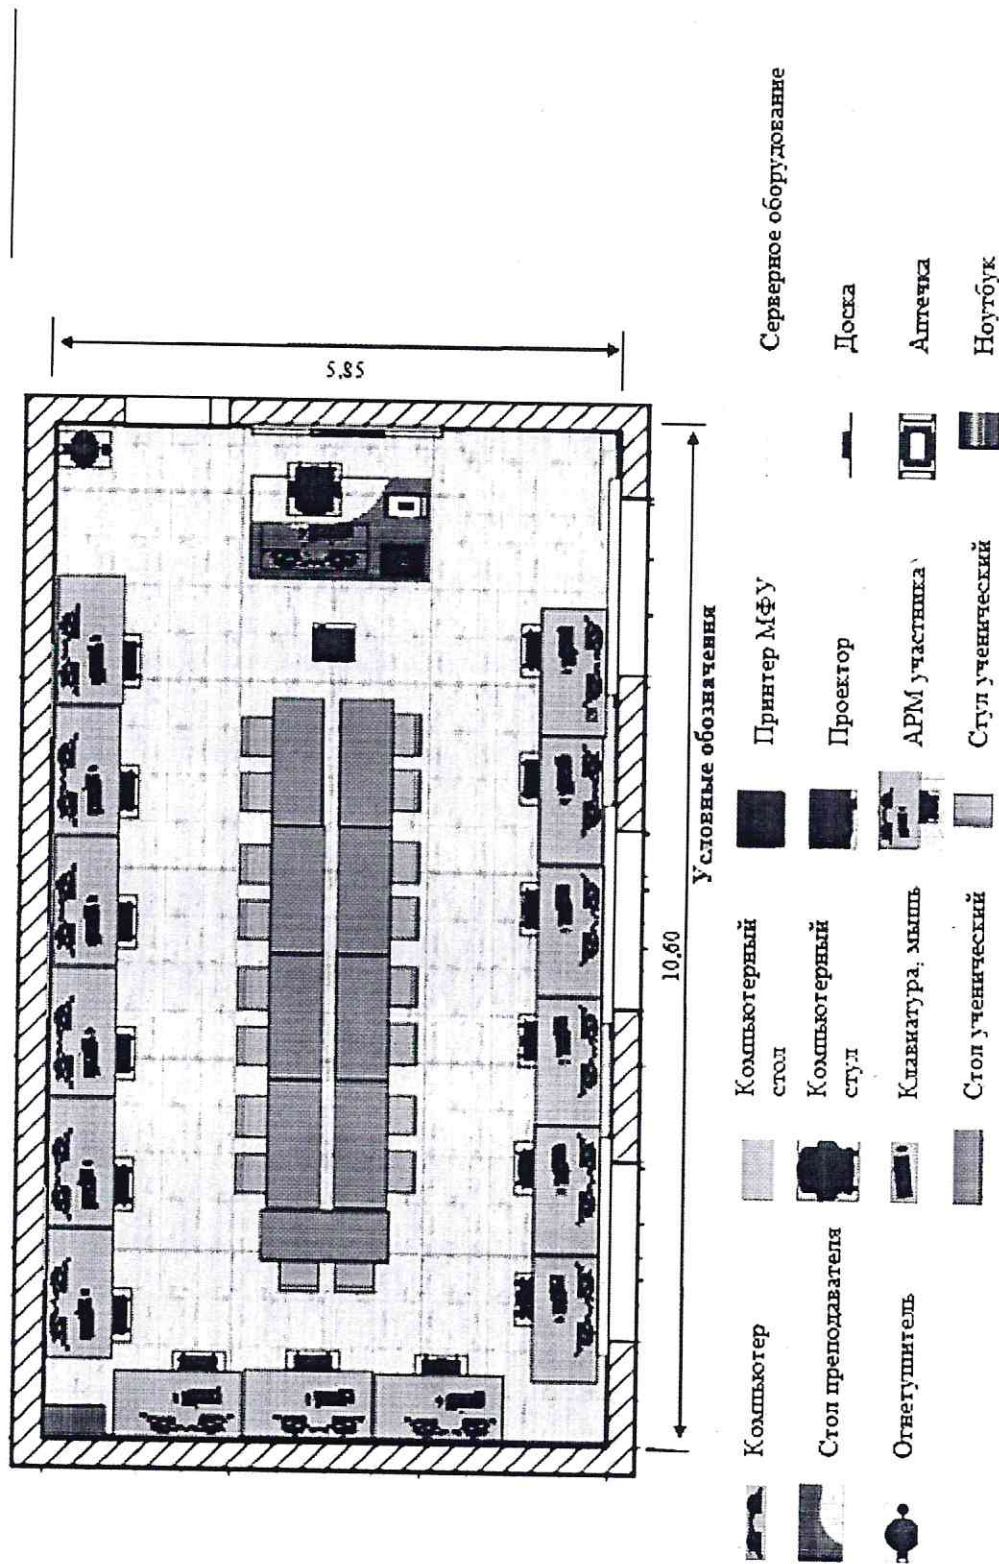 5,85
10,60
Условные обозначения
Компьютер
Компьютерный
стол
Принтер МФУ
Серверное оборудование
Стол преподавателя
Компьютерный
стул
Проектор
Доска
Огнетушитель
Клавиатура, мышь
АРМ участника\
Аптечка
Стол ученический
Стул ученический
Ноутбук